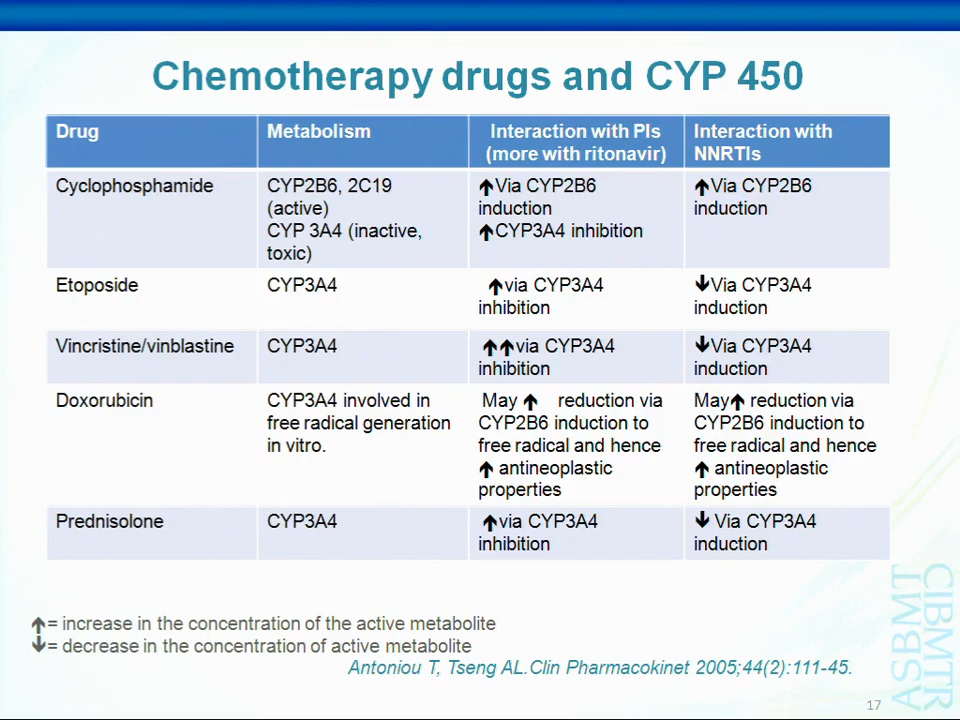 Chemotherapy drugs and CYP 450
Drug
Metabolism
Interaction with PIs
(more with ritonavir)
Interaction with
NNRTIs
Cyclophosphamide
CYP2B6, 2C19
(active)
CYP 3A4 (inactive,
toxic)
🡹Via CYP2B6
induction
🡹CYP3A4 inhibition
🡹Via CYP2B6
induction
Etoposide
CYP3A4
🡹via CYP3A4
inhibition
🡻Via CYP3A4
induction
Vincristine/vinblastine
CYP3A4
🡹🡹via CYP3A4
inhibition
🡻Via CYP3A4
induction
Doxorubicin
CYP3A4 involved in
free radical generation
in vitro.
May 🡹 reduction via
CYP2B6 induction to
free radical and hence
🡹 antineoplastic
properties
May🡹 reduction via
CYP2B6 induction to
free radical and hence
🡹 antineoplastic
properties
Prednisolone
CYP3A4
🡹via CYP3A4
inhibition
🡻 Via CYP3A4
induction
🡹= increase in the concentration of the active metabolite
🡻= decrease in the concentration of active metabolite
Antoniou T, Tseng AL.Clin Pharmacokinet 2005;44(2):111-45.
ASBMT
CIBMTR
17